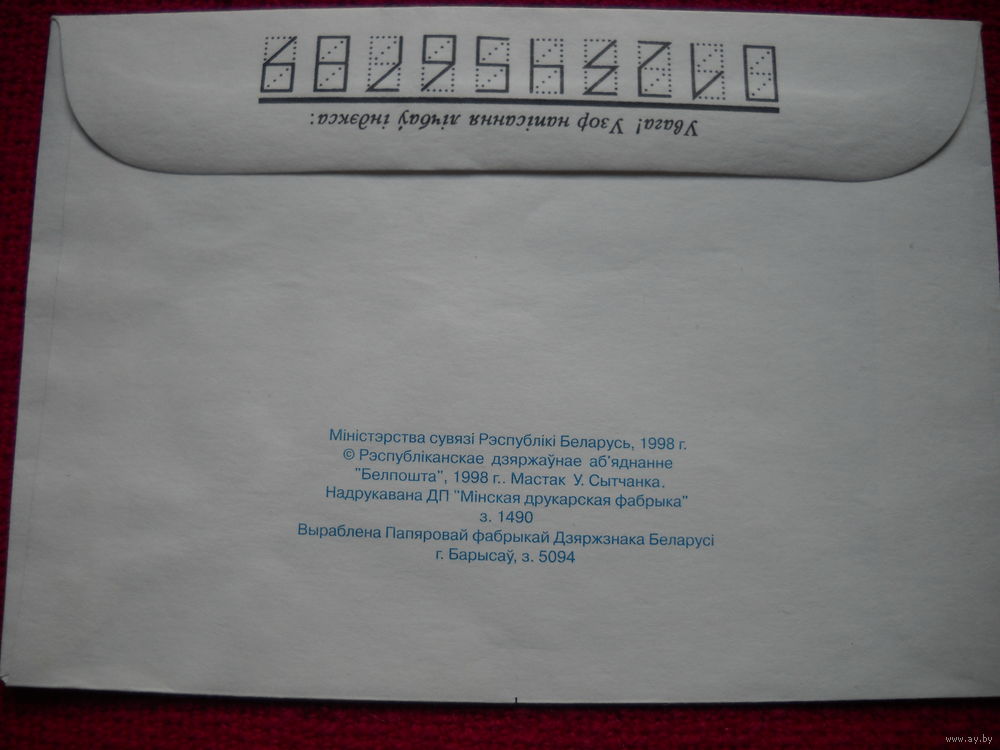 Увага! Узор напісання лічбаў індэкса:
0123456789
Міністэрства сувязі Рэспублікі Беларусь, 1998 г.
© Рэспубліканскае дзяржаўнае аб'яднанне
"Белпошта", 1998 г.. Мастак У. Сытчанка.
Надрукавана ДП "Мінская друкарская фабрыка"
з. 1490
Выраблена Папяровай фабрыкай Дзяржзнака Беларусі
г. Барысаў, з. 5094
www.ay.by